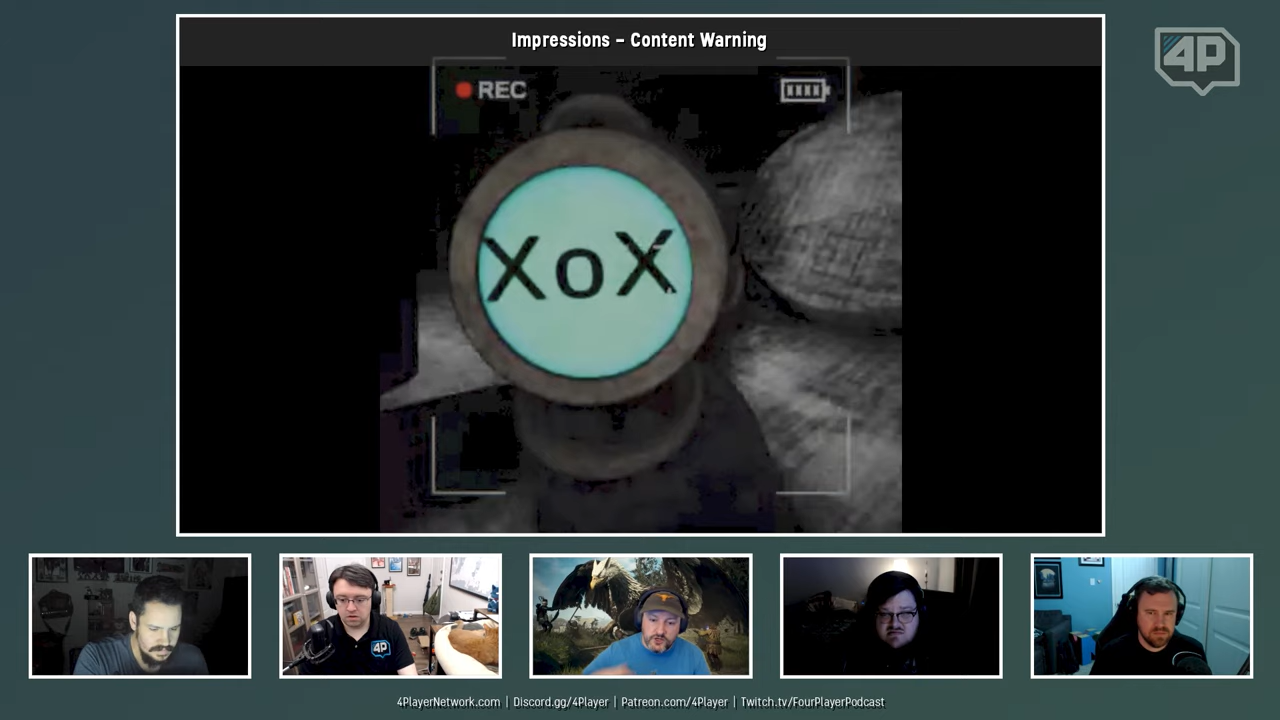 Impressions - Content Warning
4P
REC
XoX
4P
4PlayerNetwork.com | Discord.gg/4Player | Patreon.com/4Player | Twitch.tv/FourPlayerPodcast